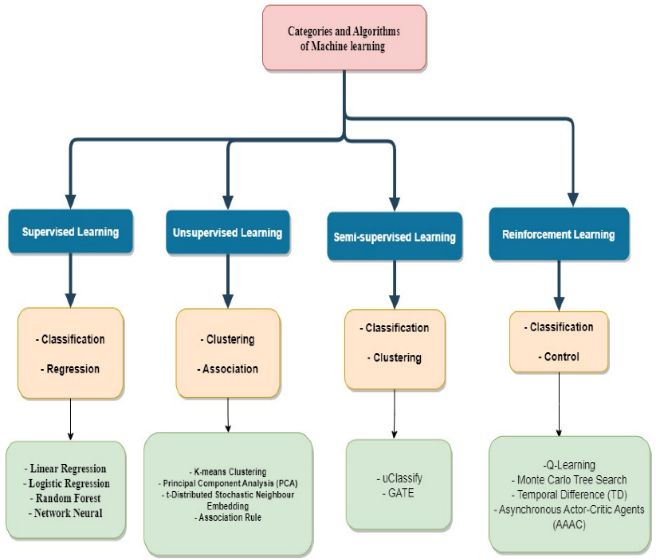 Categories and Algorithms
of Machine learning
Supervised Learning
Unsupervised Learning
Semi-supervised Learning
Reinforcement Learning
- Classification
- Regression
- Clustering
- Association
- Classification
- Clustering
- Classification
- Control
- Linear Regression
- Logistic Regression
- Random Forest
- Network Neural
- K-means Clustering
- Principal Component Analysis (PCA)
- t-Distributed Stochastic Neighbour
Embedding
- Association Rule
- uClassify
- GATE
-Q-Learning
- Monte Carlo Tree Search
- Temporal Difference (TD)
- Asynchronous Actor-Critic Agents
(AAAC)